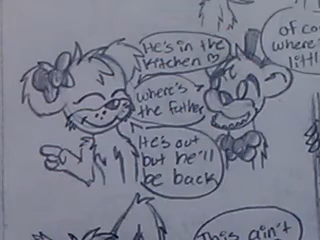 He's in the
kitchen ♡
where's
the father
He's out
but he'll
be back
of co
where'
littl
This ain't